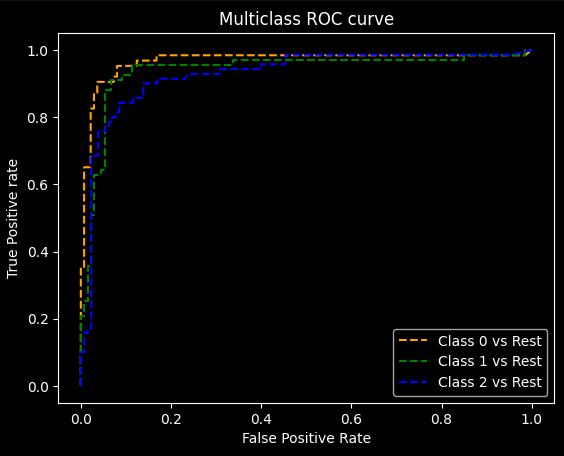 Multiclass ROC curve
True Positive rate
1.0
0.8
0.6
0.4
0.2
0.0
Class 0 vs Rest
Class 1 vs Rest
Class 2 vs Rest
0.0 0.2 0.4 0.6 0.8 1.0
False Positive Rate